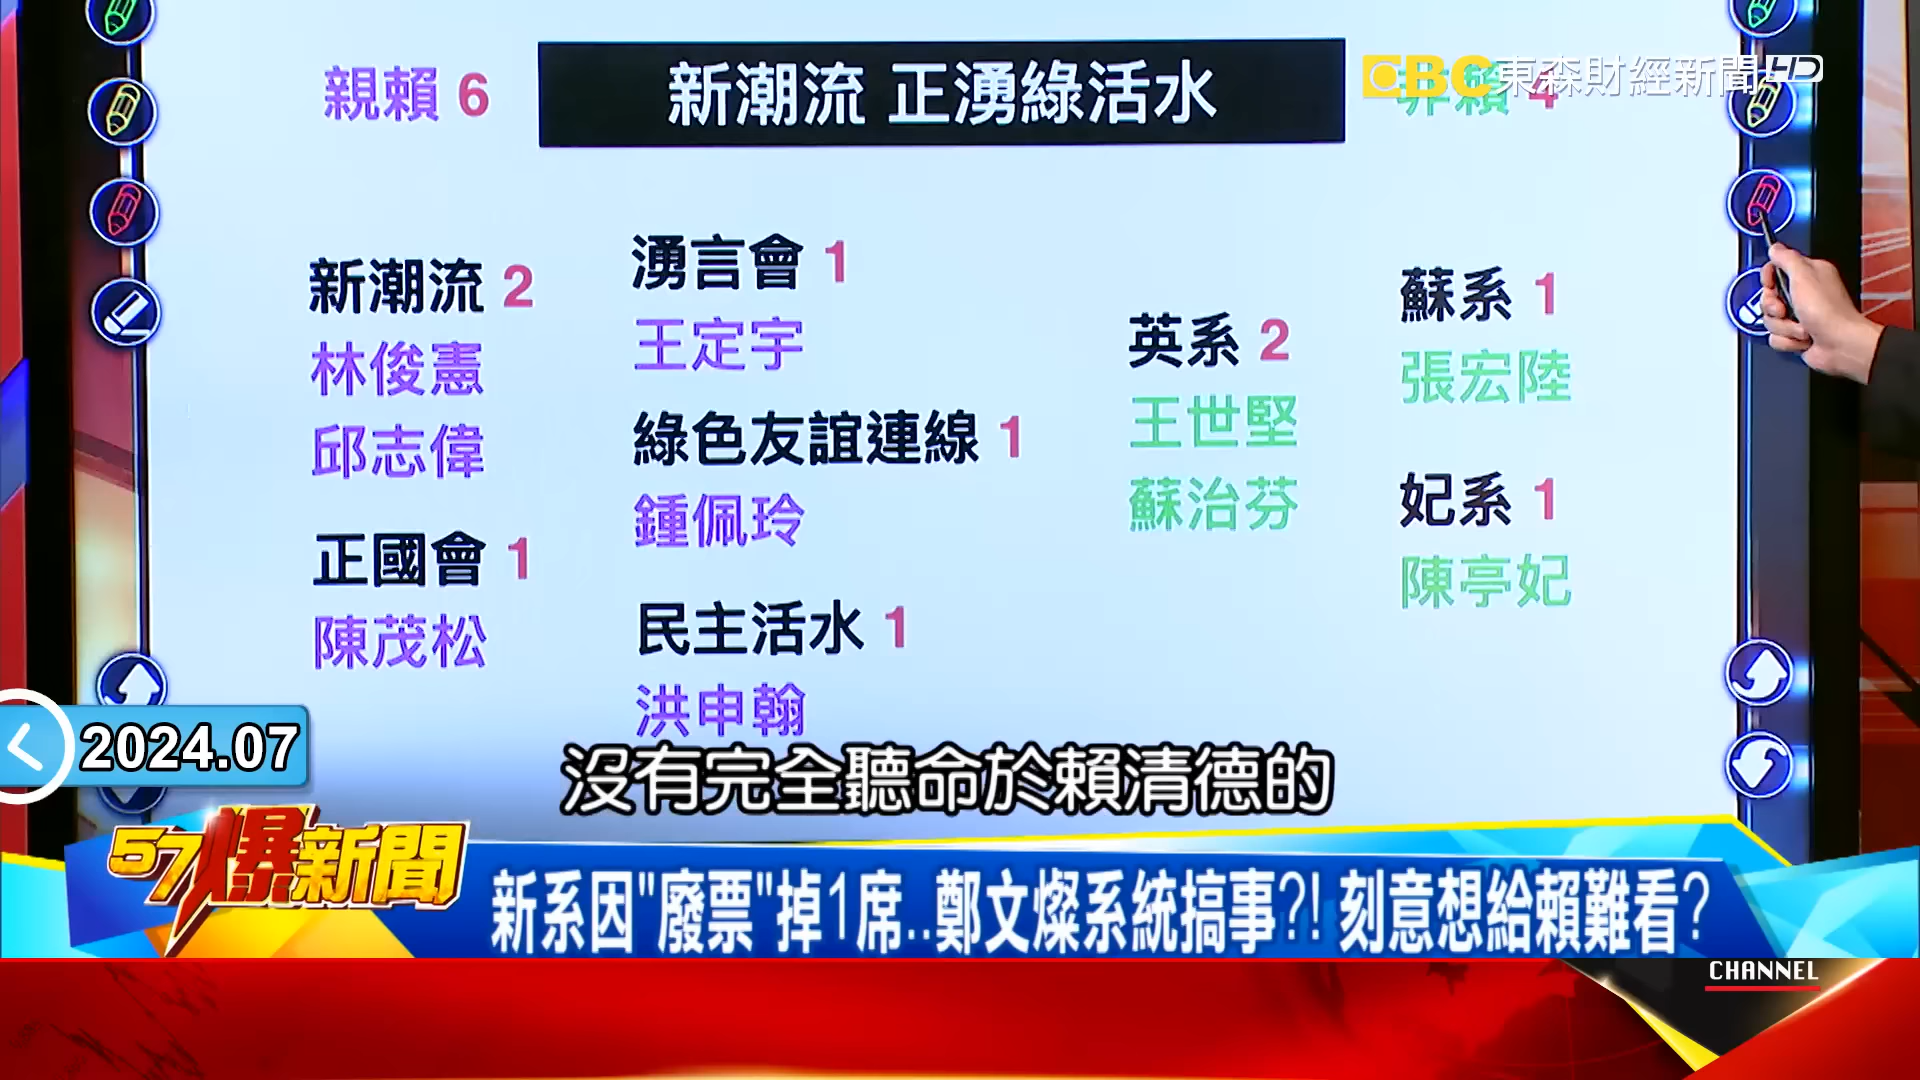 親賴 6
新潮流 正湧綠活水
EBC 東森財經新聞 HD
非賴 4
新潮流 2
林俊憲
邱志偉
正國會 1
陳茂松
湧言會 1
王定宇
綠色友誼連線 1
鍾佩玲
民主活水 1
洪申翰
英系 2
王世堅
蘇治芬
蘇系 1
張宏陸
妃系 1
陳亭妃
2024.07
沒有完全聽命於賴清德的
57爆新聞
新系因"廢票"掉1席..鄭文燦系統搞事?! 刻意想給賴難看?
CHANNEL